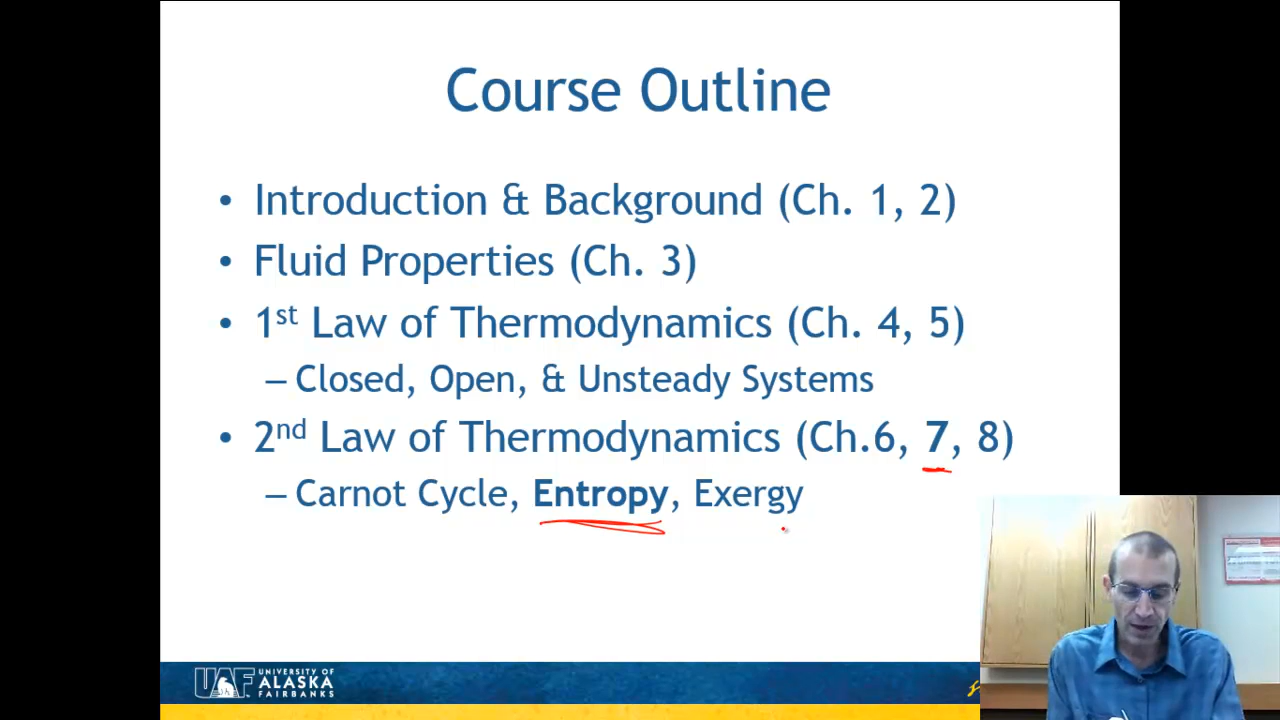 Course Outline
• Introduction & Background (Ch. 1, 2)
• Fluid Properties (Ch. 3)
• 1st Law of Thermodynamics (Ch. 4, 5)
– Closed, Open, & Unsteady Systems
• 2nd Law of Thermodynamics (Ch.6, 7, 8)
– Carnot Cycle, Entropy, Exergy
UAF
UNIVERSITY OF
ALASKA
FAIRBANKS